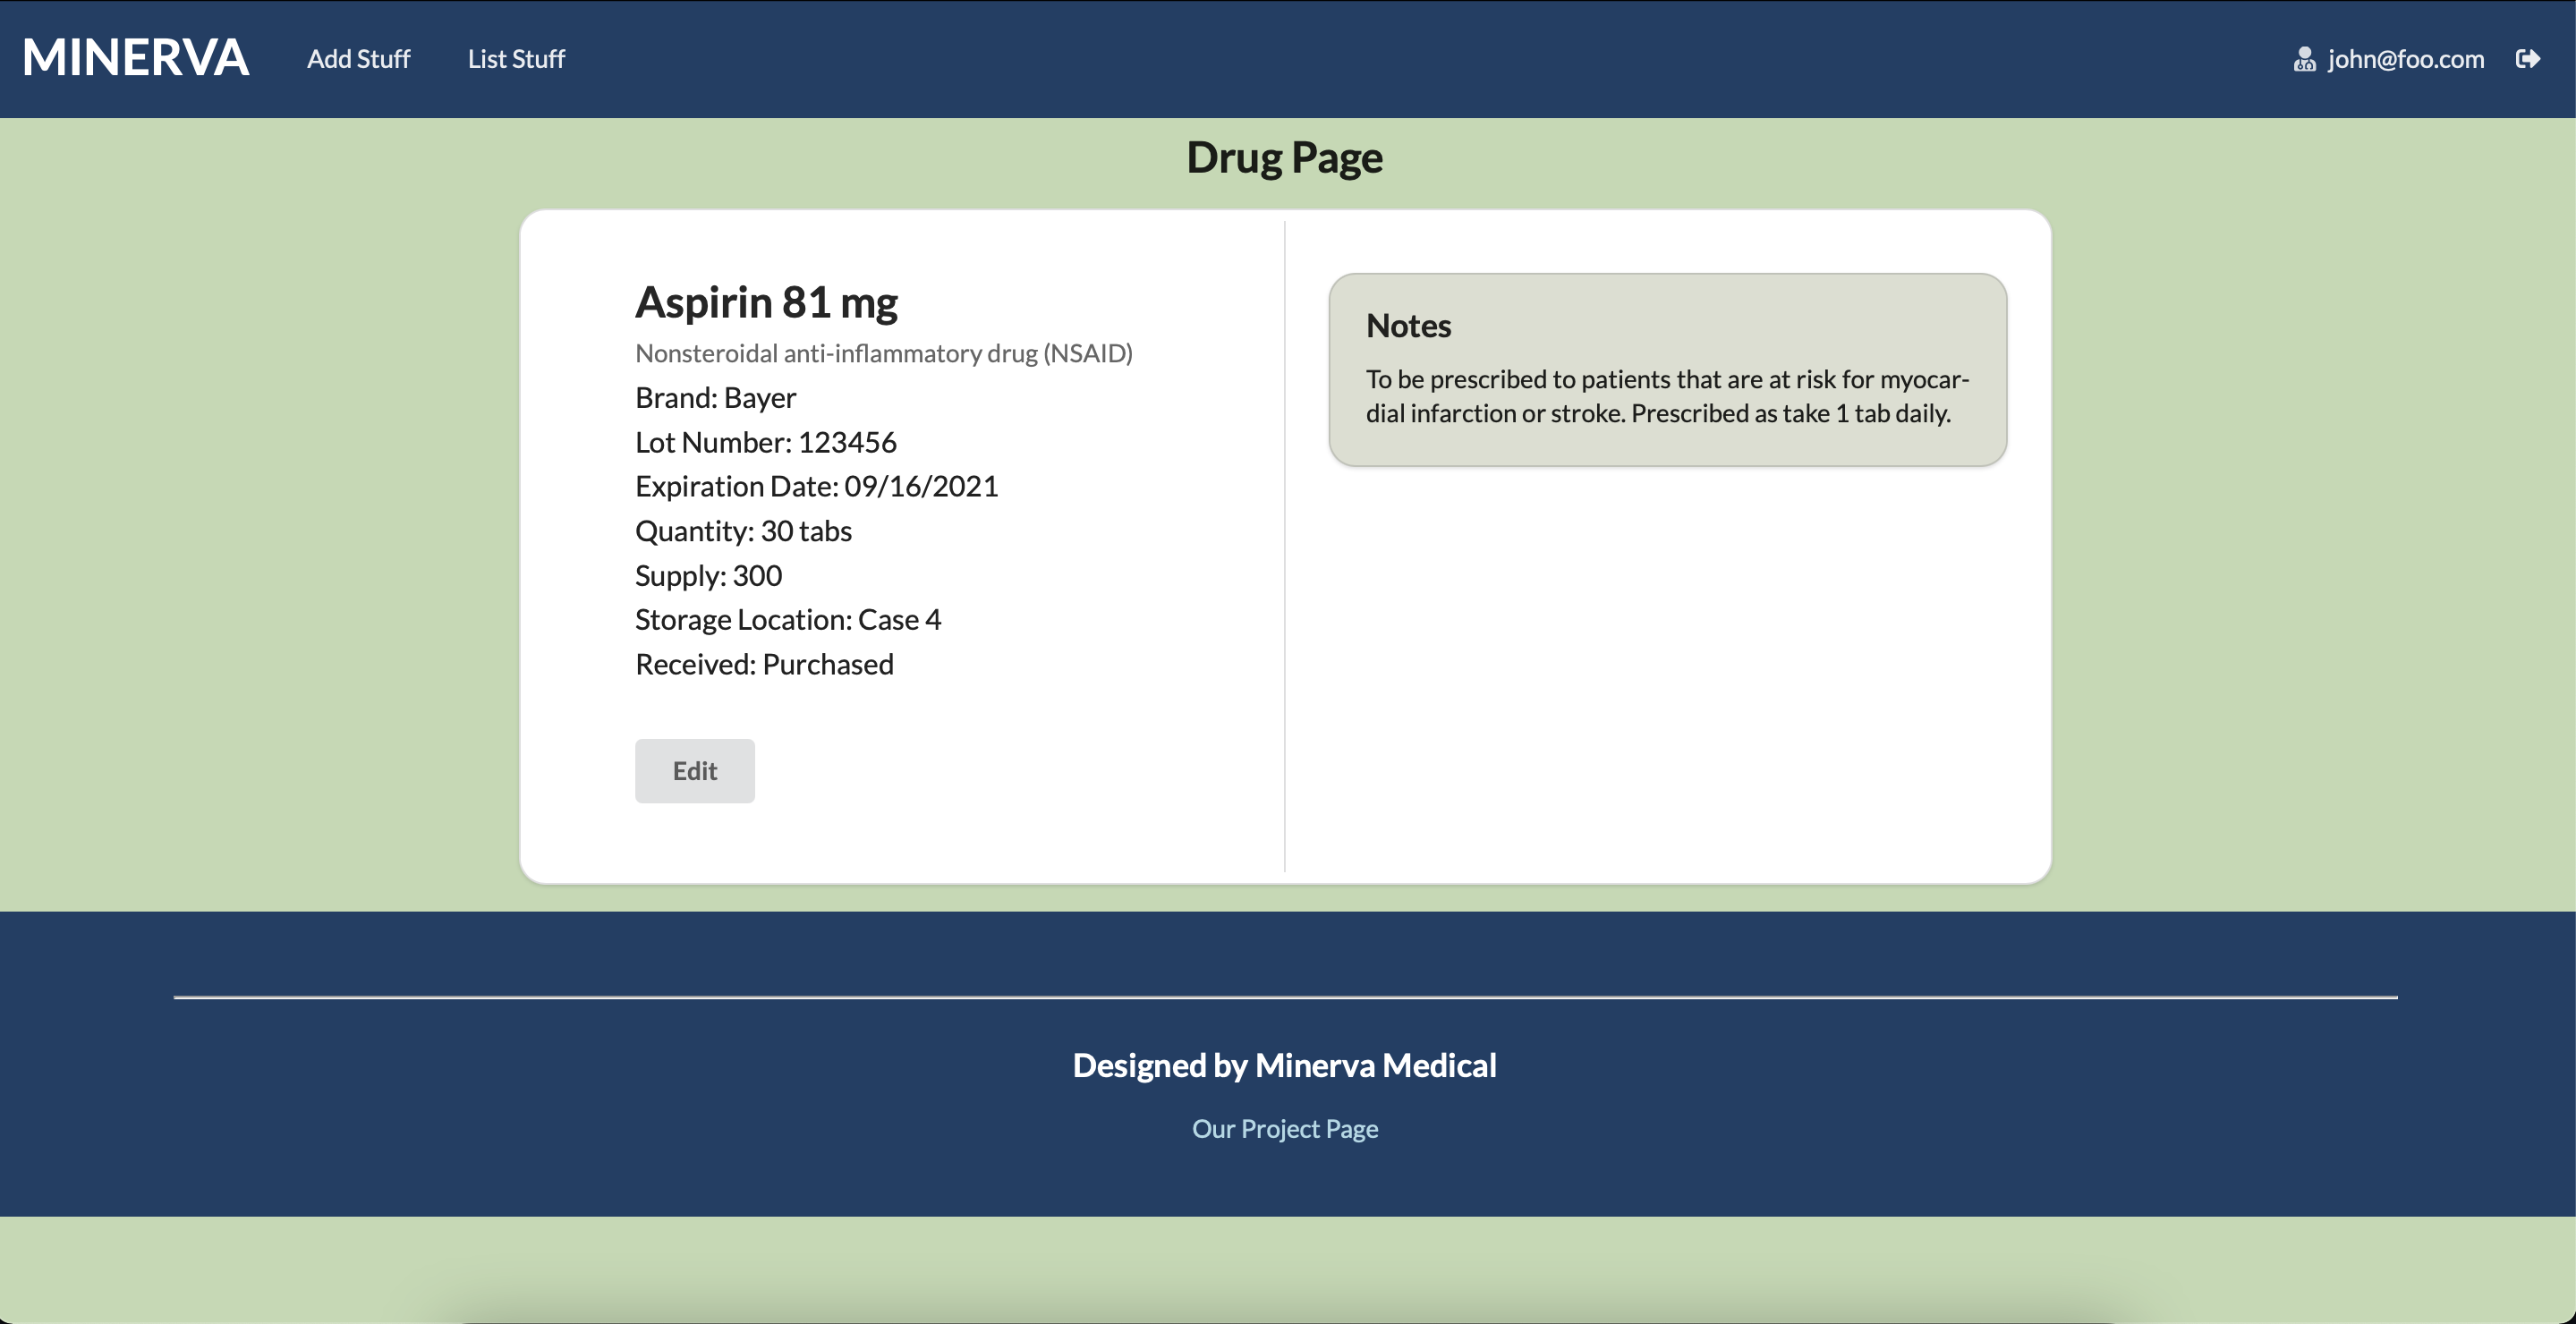 MINERVA
Add Stuff
List Stuff
john@foo.com
Drug Page
Aspirin 81 mg
Nonsteroidal anti-inflammatory drug (NSAID)
Brand: Bayer
Lot Number: 123456
Expiration Date: 09/16/2021
Quantity: 30 tabs
Supply: 300
Storage Location: Case 4
Received: Purchased
Edit
Notes
To be prescribed to patients that are at risk for myocar-
dial infarction or stroke. Prescribed as take 1 tab daily.
Designed by Minerva Medical
Our Project Page